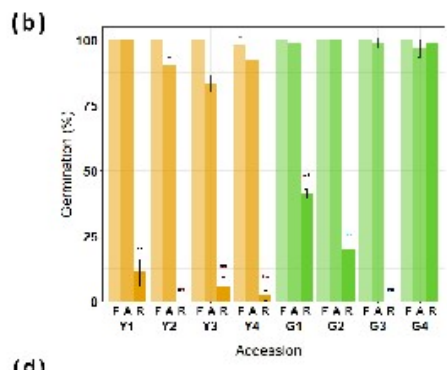 (b)
100
75
50
25
0
Germination (%)
F A R F A R F A R F A R F A R F A R F A R F A R
Y1 Y2 Y3 Y4 G1 G2 G3 G4
Accession
(d)